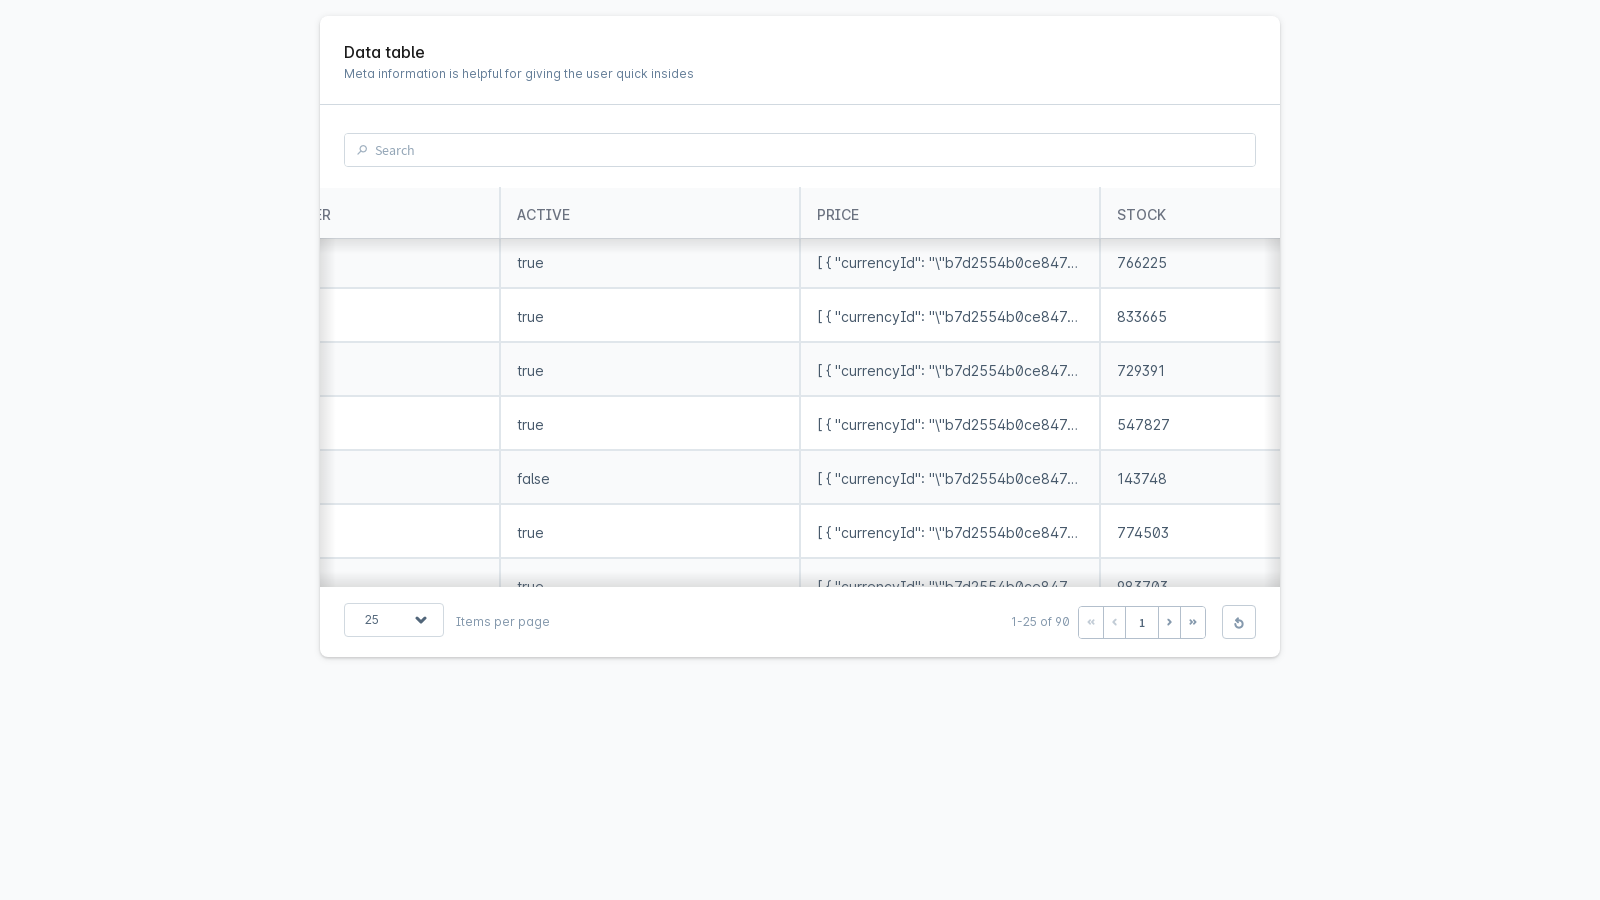 Data table
Meta information is helpful for giving the user quick insides
Search
ER ACTIVE PRICE STOCK
true [ { "currencyId": "\"b7d2554b0ce847... 766225
true [ { "currencyId": "\"b7d2554b0ce847... 833665
true [ { "currencyId": "\"b7d2554b0ce847... 729391
true [ { "currencyId": "\"b7d2554b0ce847... 547827
false [ { "currencyId": "\"b7d2554b0ce847... 143748
true [ { "currencyId": "\"b7d2554b0ce847... 774503
true [ { "currencyId": "\"b7d2554b0ce847... 983703
25 Items per page 1-25 of 90 « ‹ 1 › »